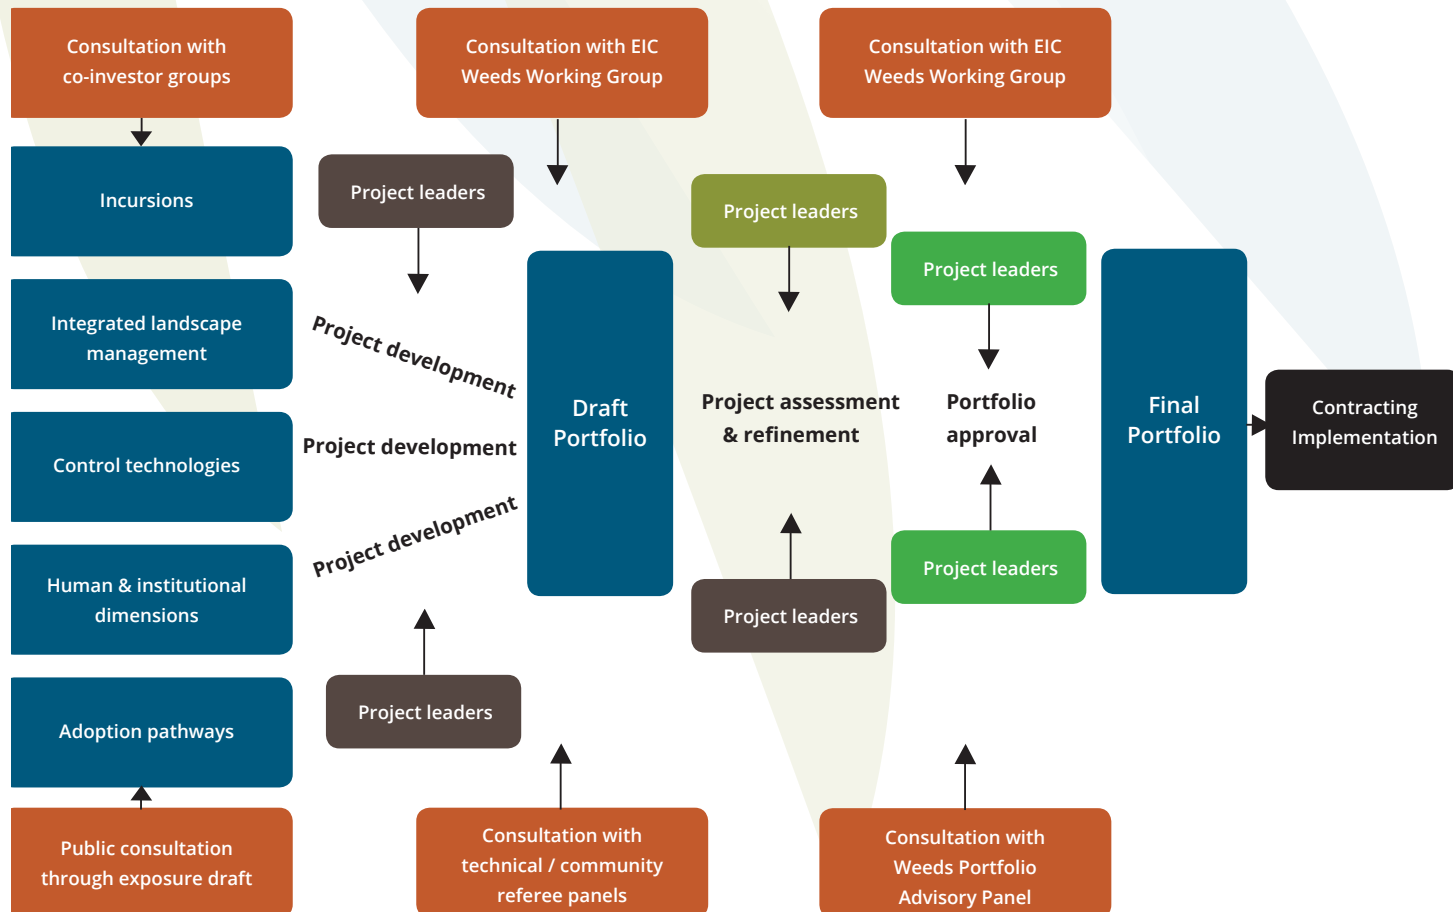 Consultation with
co-investor groups
Consultation with EIC
Weeds Working Group
Consultation with EIC
Weeds Working Group
Incursions
Project leaders
Project leaders
Project leaders
Integrated landscape
management
Project development
Project development
Project development
Draft
Portfolio
Project assessment
& refinement
Portfolio
approval
Final
Portfolio
Contracting
Implementation
Control technologies
Human & institutional
dimensions
Project leaders
Project leaders
Project leaders
Adoption pathways
Public consultation
through exposure draft
Consultation with
technical / community
referee panels
Consultation with
Weeds Portfolio
Advisory Panel